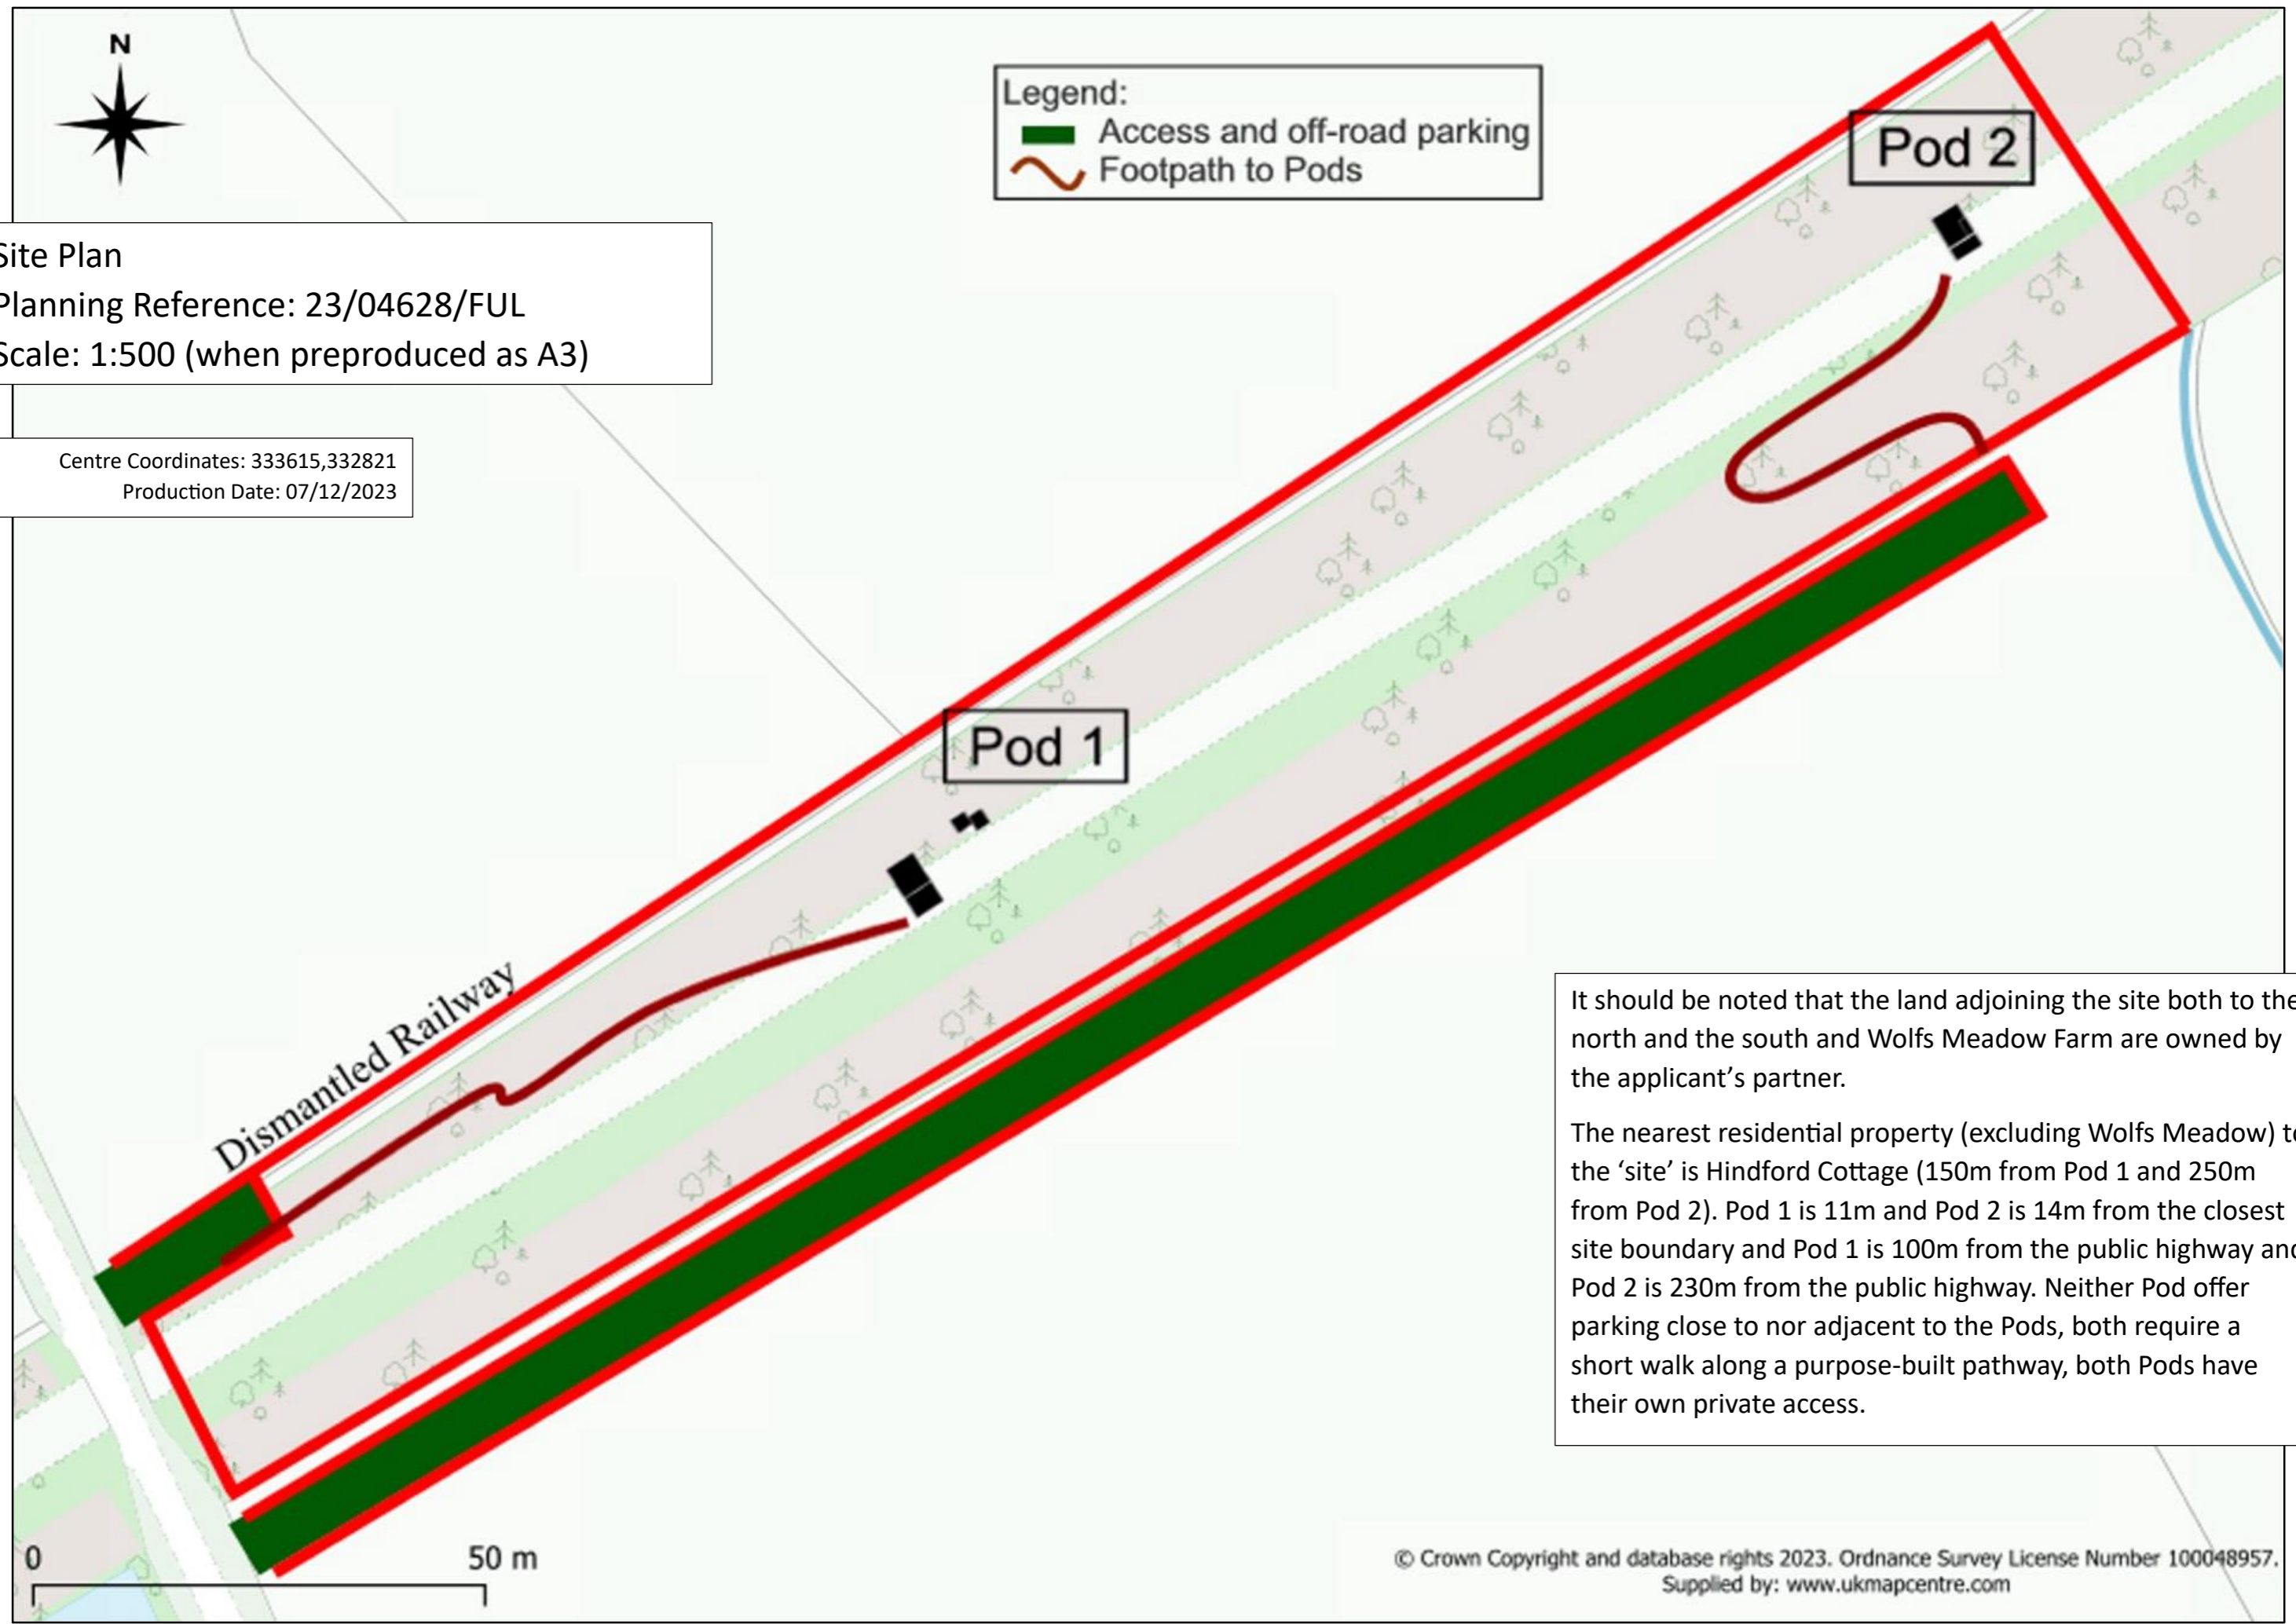 N
Legend:
Access and off-road parking
Footpath to Pods
Pod 2
Site Plan
Planning Reference: 23/04628/FUL
Scale: 1:500 (when preproduced as A3)
Centre Coordinates: 333615,332821
Production Date: 07/12/2023
Pod 1
Dismantled Railway
It should be noted that the land adjoining the site both to the
north and the south and Wolfs Meadow Farm are owned by
the applicant’s partner.
The nearest residential property (excluding Wolfs Meadow) to
the ‘site’ is Hindford Cottage (150m from Pod 1 and 250m
from Pod 2). Pod 1 is 11m and Pod 2 is 14m from the closest
site boundary and Pod 1 is 100m from the public highway and
Pod 2 is 230m from the public highway. Neither Pod offer
parking close to nor adjacent to the Pods, both require a
short walk along a purpose-built pathway, both Pods have
their own private access.
0 50 m
© Crown Copyright and database rights 2023. Ordnance Survey License Number 100048957.
Supplied by: www.ukmapcentre.com